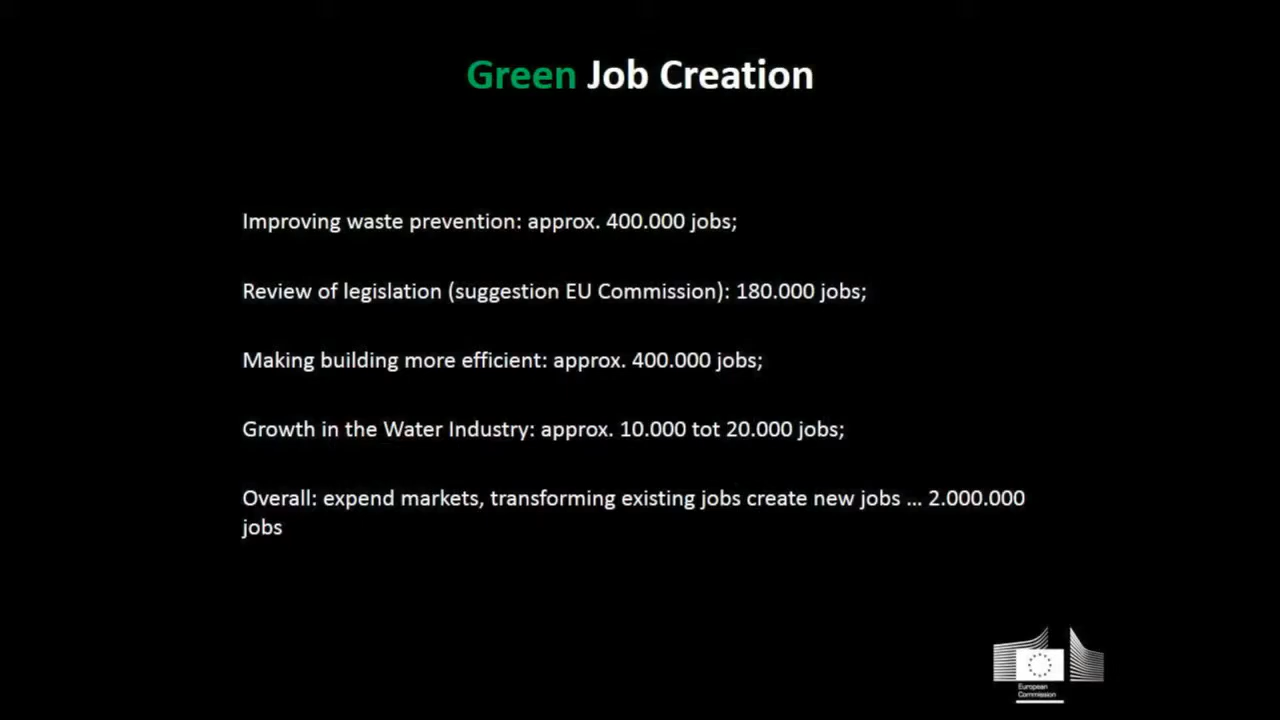 Green Job Creation
Improving waste prevention: approx. 400.000 jobs;
Review of legislation (suggestion EU Commission): 180.000 jobs;
Making building more efficient: approx. 400.000 jobs;
Growth in the Water Industry: approx. 10.000 tot 20.000 jobs;
Overall: expend markets, transforming existing jobs create new jobs ... 2.000.000
jobs
European
Commission